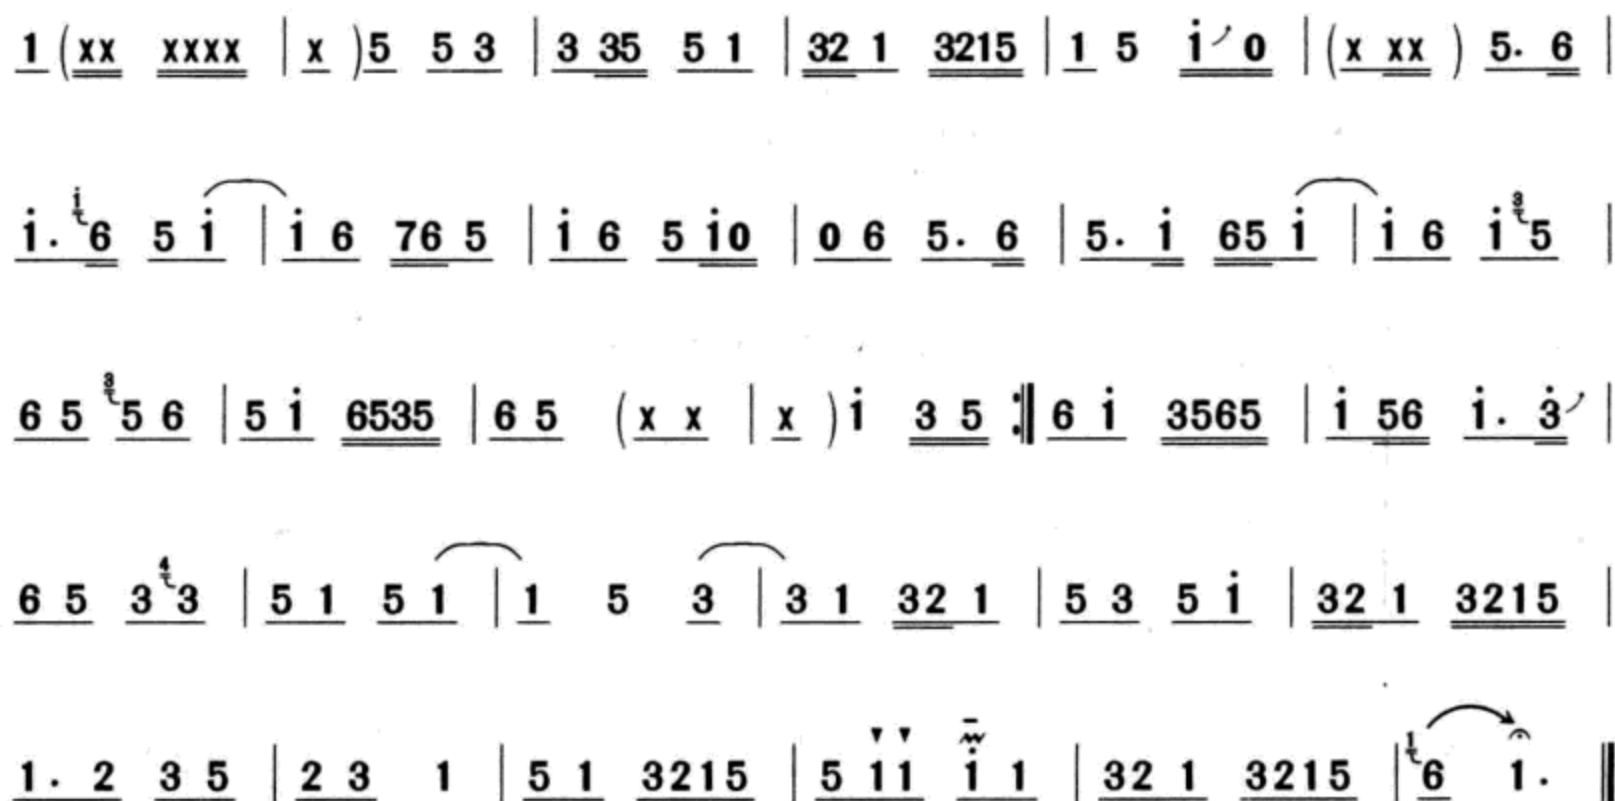 1 (xx xxxx | x )5 5 3 | 3 35 5 1 | 32 1 3215 | 1 5 i 0 | (x xx ) 5· 6 |
i· i 6 5 i | i 6 76 5 | i 6 5 i0 | 0 6 5· 6 | 5· i 65 i | i 6 i 3 5 |
6 5 3 5 6 | 5 i 6535 | 6 5 (x x | x ) i 3 5 :‖ 6 i 3565 | i 56 i· 3̇ |
6 5 3 4 3 | 5 1 5 1 | 1 5 3 | 3 1 32 1 | 5 3 5 i | 32 1 3215 |
1· 2 3 5 | 2 3 1 | 5 1 3215 | 5 11 i 1 | 32 1 3215 | 1 6 1· ‖